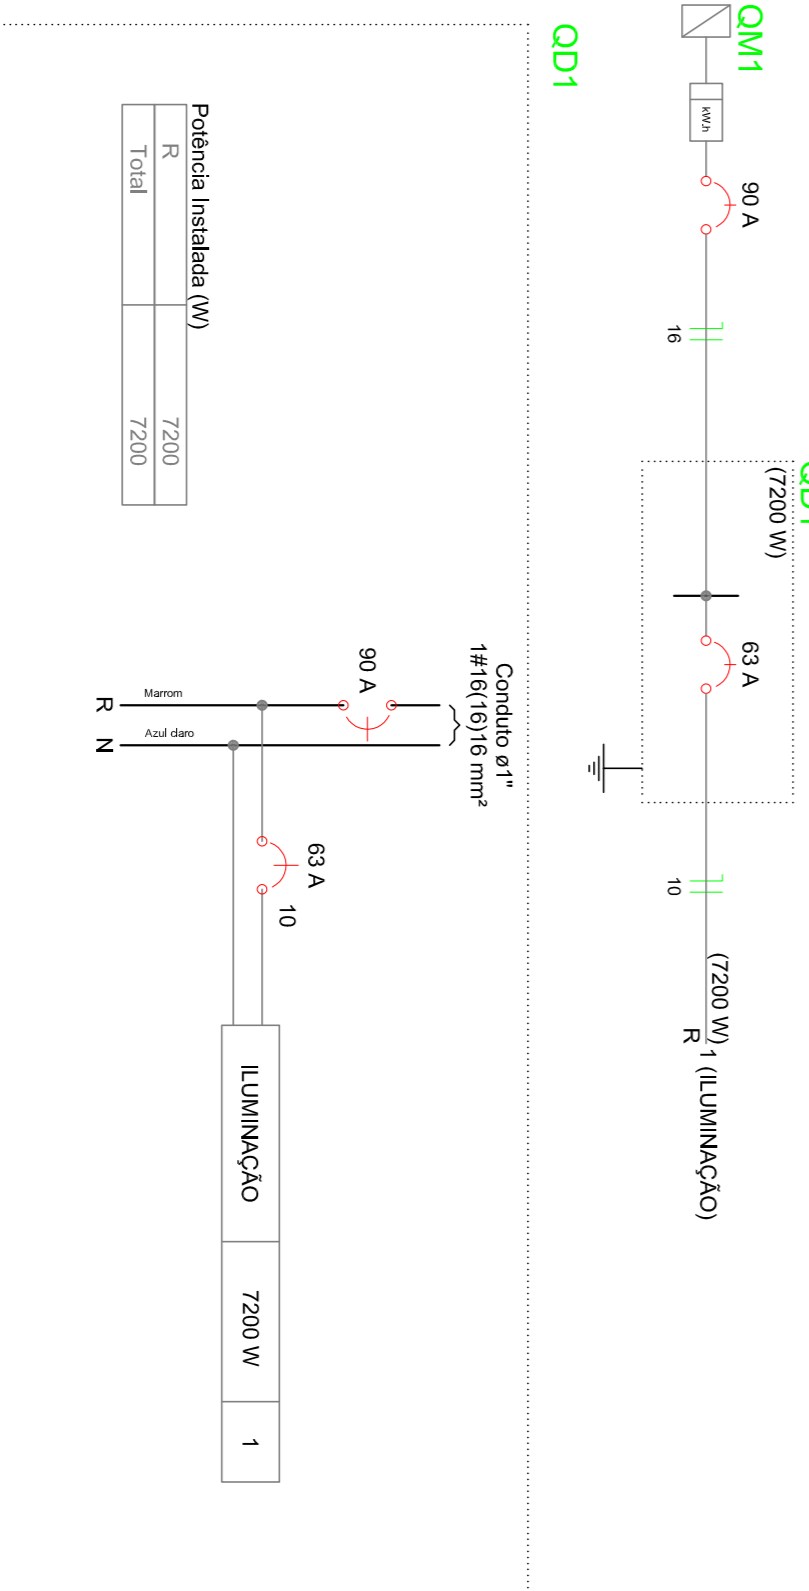 QM1
kW.h
90 A
16
QD1
(7200 W)
63 A
10
(7200 W)
R
1 (ILUMINAÇÃO)
QD1
Potência Instalada (W)
R 7200
Total 7200
Conduto ø1"
1#16(16)16 mm²
90 A
R
Marrom
N
Azul claro
63 A
10
ILUMINAÇÃO 7200 W 1